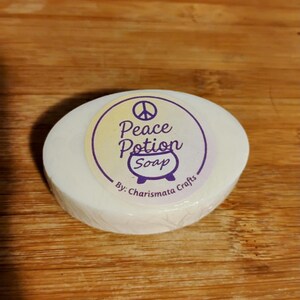 Peace
Potion
Soap
By: Charismata Crafts